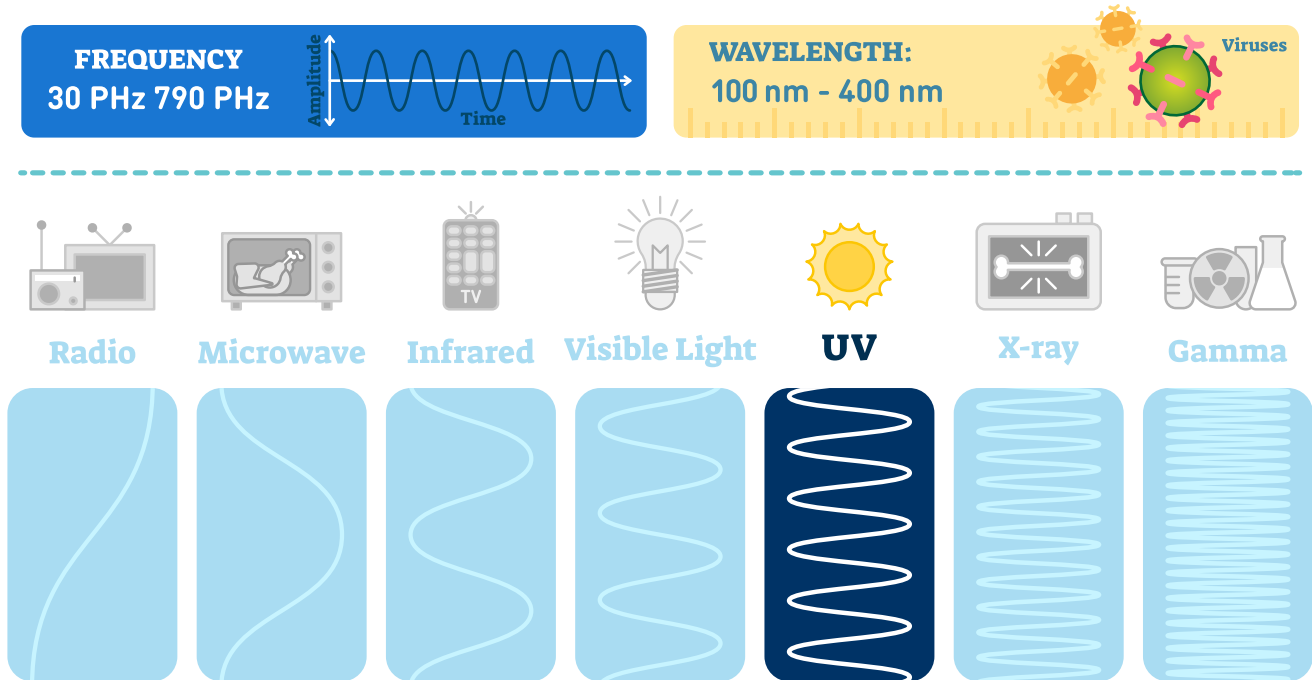 FREQUENCY
30 PHz 790 PHz
Amplitude
Time
WAVELENGTH:
100 nm - 400 nm
Viruses
TV
Radio
Microwave
Infrared
Visible Light
UV
X-ray
Gamma